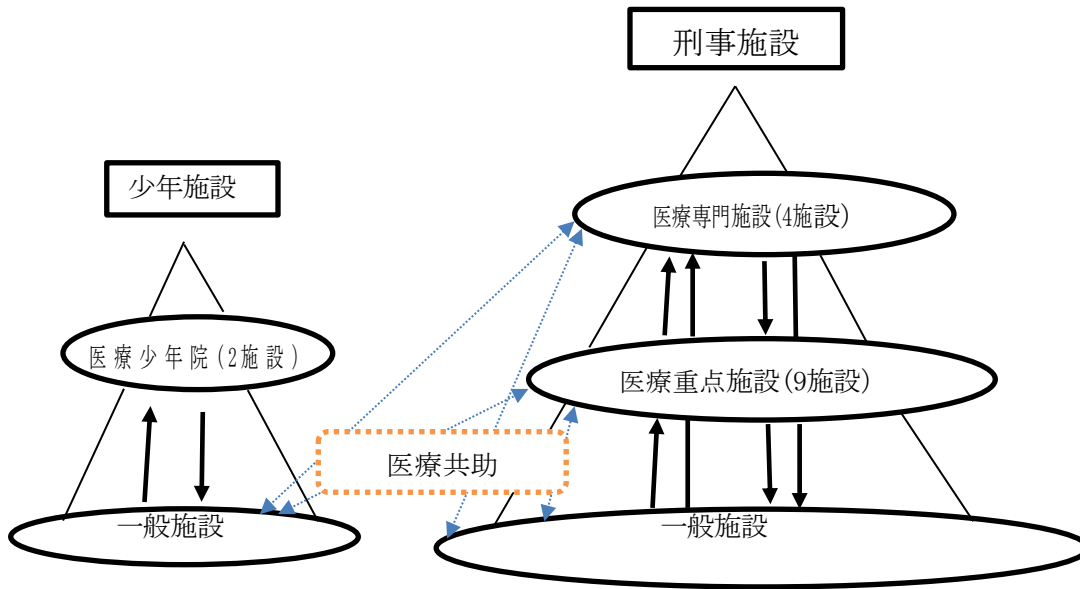 刑事施設
少年施設
医療専門施設(4施設)
医療少年院(2施設)
医療重点施設(9施設)
医療共助
一般施設
一般施設